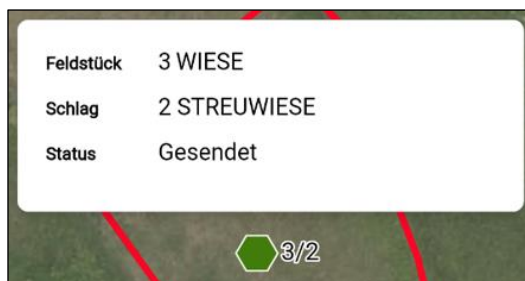 Feldstück 3 WIESE
Schlag 2 STREUWIESE
Status Gesendet
3/2